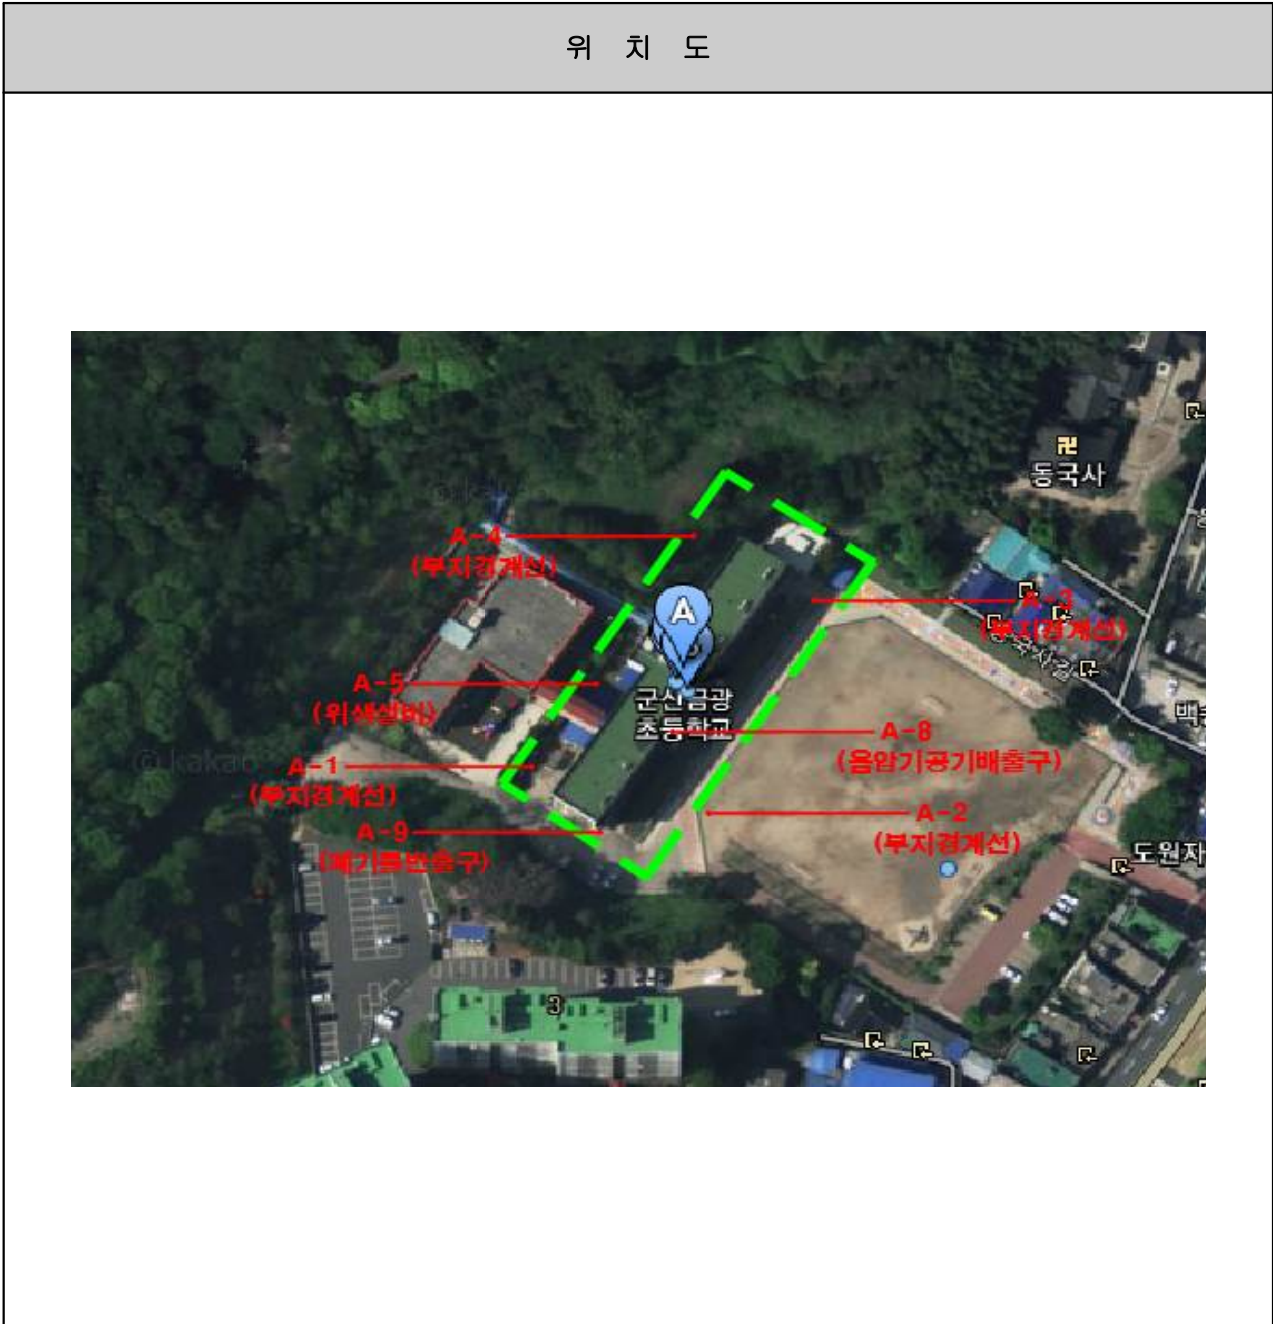 위 치 도
卍
동국사
A-4
(부지경계선)
A
A-3
(부지경계선)
A-5
(위생설비)
군산금광
초등학교
A-8
(음압기공기배출구)
© kakao
A-1
(부지경계선)
A-2
(부지경계선)
A-9
(폐기물반출구)
도원자
3